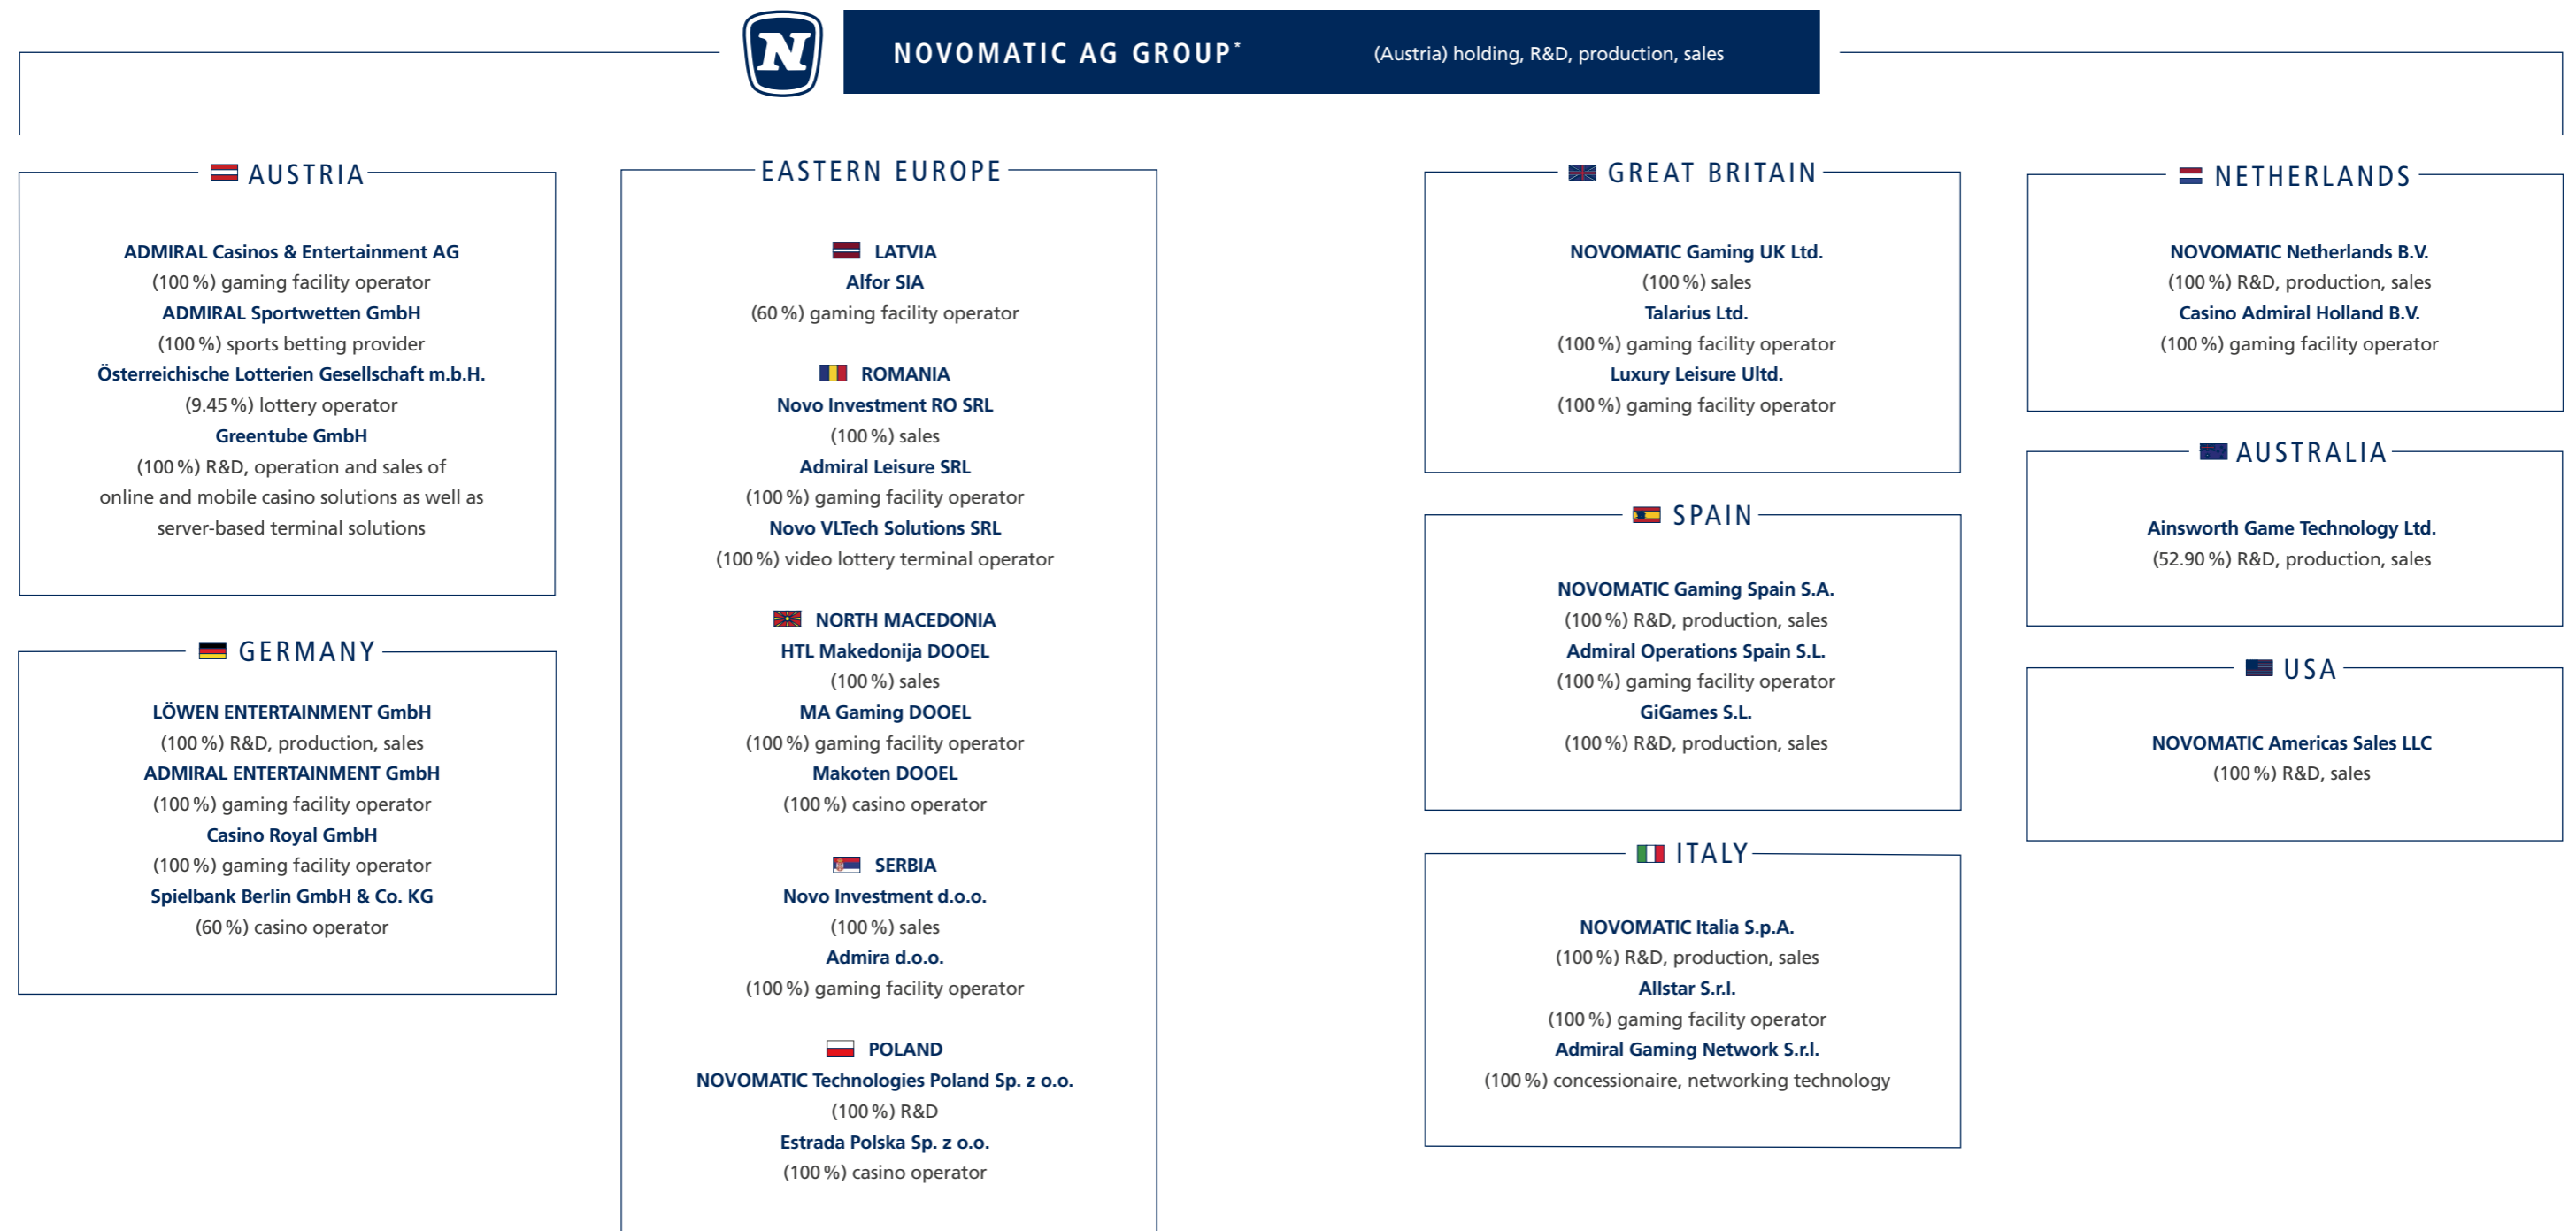 N
NOVOMATIC AG GROUP*
(Austria) holding, R&D, production, sales
AUSTRIA
ADMIRAL Casinos & Entertainment AG
(100 %) gaming facility operator
ADMIRAL Sportwetten GmbH
(100 %) sports betting provider
Österreichische Lotterien Gesellschaft m.b.H.
(9.45 %) lottery operator
Greentube GmbH
(100 %) R&D, operation and sales of
online and mobile casino solutions as well as
server-based terminal solutions
GERMANY
LÖWEN ENTERTAINMENT GmbH
(100 %) R&D, production, sales
ADMIRAL ENTERTAINMENT GmbH
(100 %) gaming facility operator
Casino Royal GmbH
(100 %) gaming facility operator
Spielbank Berlin GmbH & Co. KG
(60 %) casino operator
EASTERN EUROPE
LATVIA
Alfor SIA
(60 %) gaming facility operator
ROMANIA
Novo Investment RO SRL
(100 %) sales
Admiral Leisure SRL
(100 %) gaming facility operator
Novo VLTech Solutions SRL
(100 %) video lottery terminal operator
NORTH MACEDONIA
HTL Makedonija DOOEL
(100 %) sales
MA Gaming DOOEL
(100 %) gaming facility operator
Makoten DOOEL
(100 %) casino operator
SERBIA
Novo Investment d.o.o.
(100 %) sales
Admira d.o.o.
(100 %) gaming facility operator
POLAND
NOVOMATIC Technologies Poland Sp. z o.o.
(100 %) R&D
Estrada Polska Sp. z o.o.
(100 %) casino operator
GREAT BRITAIN
NOVOMATIC Gaming UK Ltd.
(100 %) sales
Talarius Ltd.
(100 %) gaming facility operator
Luxury Leisure Ultd.
(100 %) gaming facility operator
SPAIN
NOVOMATIC Gaming Spain S.A.
(100 %) R&D, production, sales
Admiral Operations Spain S.L.
(100 %) gaming facility operator
GiGames S.L.
(100 %) R&D, production, sales
ITALY
NOVOMATIC Italia S.p.A.
(100 %) R&D, production, sales
Allstar S.r.l.
(100 %) gaming facility operator
Admiral Gaming Network S.r.l.
(100 %) concessionaire, networking technology
NETHERLANDS
NOVOMATIC Netherlands B.V.
(100 %) R&D, production, sales
Casino Admiral Holland B.V.
(100 %) gaming facility operator
AUSTRALIA
Ainsworth Game Technology Ltd.
(52.90 %) R&D, production, sales
USA
NOVOMATIC Americas Sales LLC
(100 %) R&D, sales